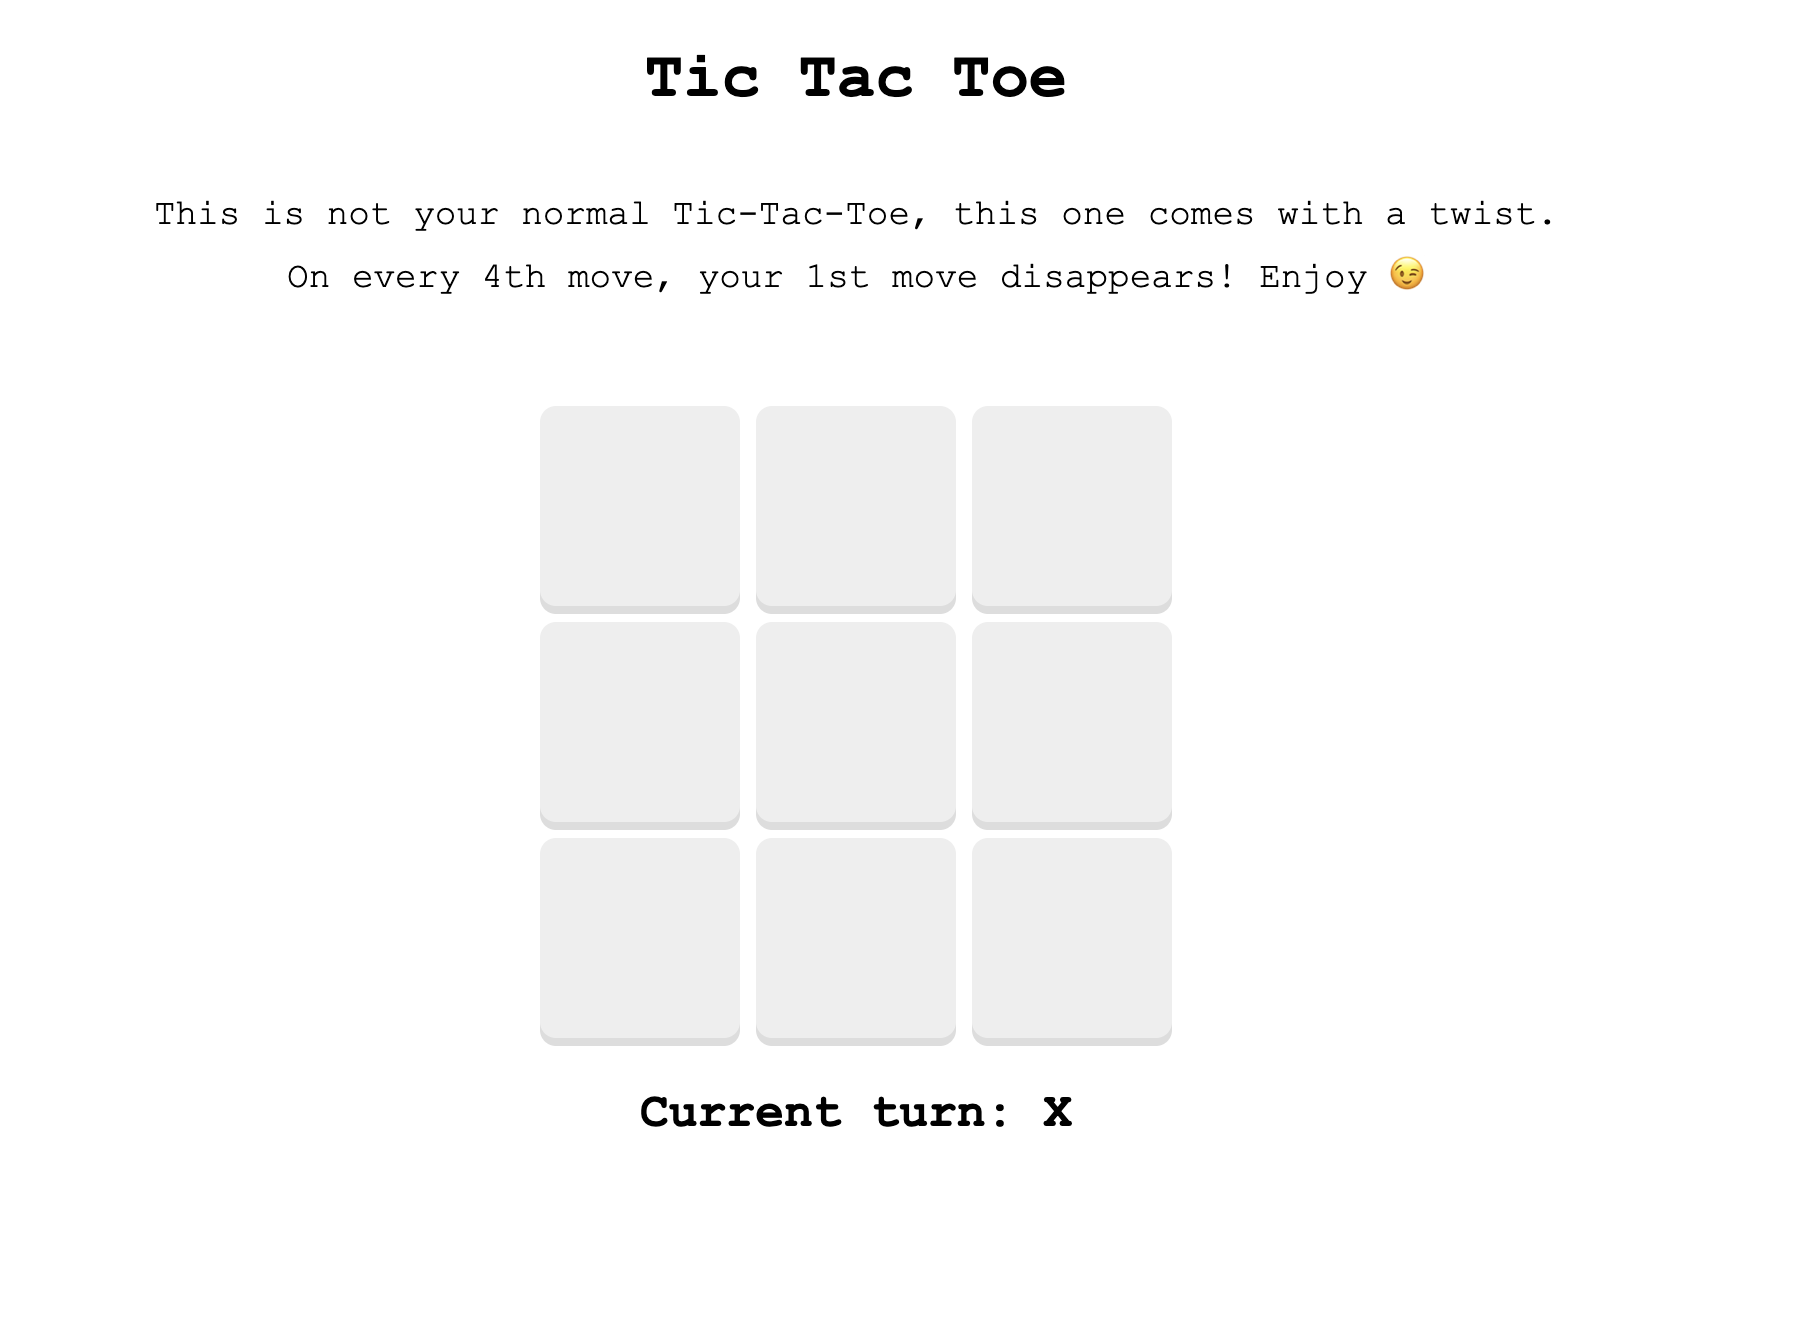 Tic Tac Toe
This is not your normal Tic-Tac-Toe, this one comes with a twist.
On every 4th move, your 1st move disappears! Enjoy 😉
Current turn: X